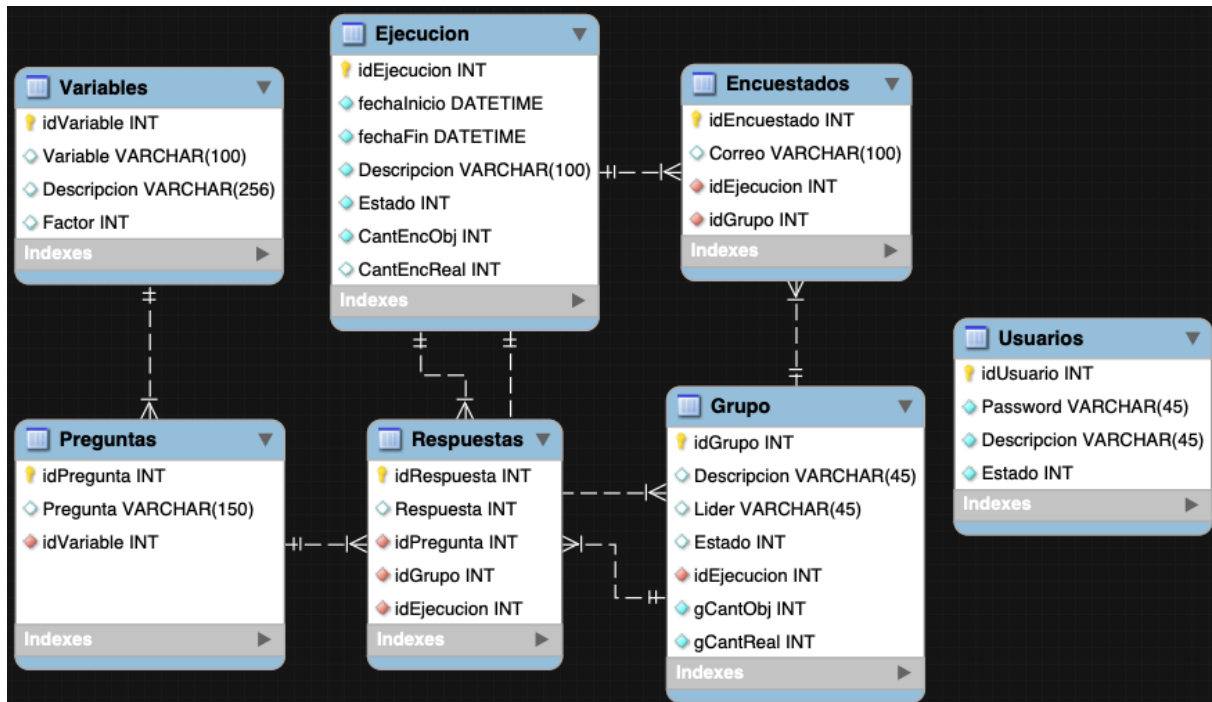 Ejecucion
idEjecucion INT
fechaInicio DATETIME
fechaFin DATETIME
Descripcion VARCHAR(100)
Estado INT
CantEncObj INT
CantEncReal INT
Indexes
Variables
idVariable INT
Variable VARCHAR(100)
Descripcion VARCHAR(256)
Factor INT
Indexes
Encuestados
idEncuestado INT
Correo VARCHAR(100)
idEjecucion INT
idGrupo INT
Indexes
Usuarios
idUsuario INT
Password VARCHAR(45)
Descripcion VARCHAR(45)
Estado INT
Indexes
Preguntas
idPregunta INT
Pregunta VARCHAR(150)
idVariable INT
Indexes
Respuestas
idRespuesta INT
Respuesta INT
idPregunta INT
idGrupo INT
idEjecucion INT
Indexes
Grupo
idGrupo INT
Descripcion VARCHAR(45)
Lider VARCHAR(45)
Estado INT
idEjecucion INT
gCantObj INT
gCantReal INT
Indexes